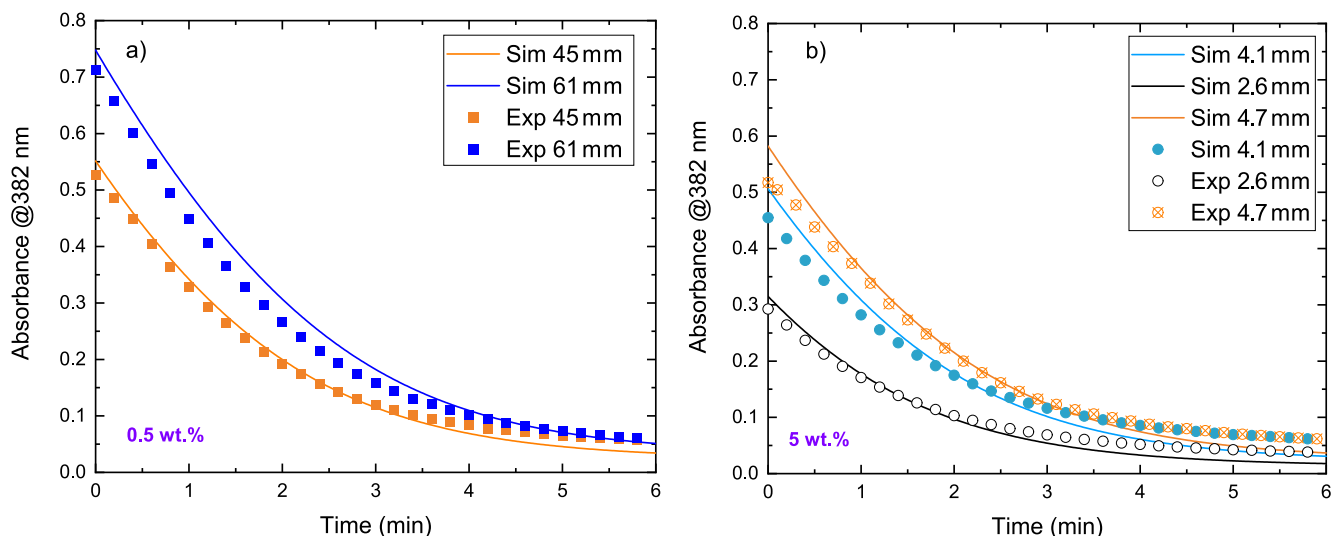 a)
Sim 45 mm
Sim 61 mm
Exp 45 mm
Exp 61 mm
0.5 wt.%
0.8
0.7
0.6
0.5
0.4
0.3
0.2
0.1
0.0
0 1 2 3 4 5 6
Time (min)
Absorbance @382 nm
b)
Sim 4.1 mm
Sim 2.6 mm
Sim 4.7 mm
Sim 4.1 mm
Exp 2.6 mm
Exp 4.7 mm
5 wt.%
0.8
0.7
0.6
0.5
0.4
0.3
0.2
0.1
0.0
0 1 2 3 4 5 6
Time (min)
Absorbance @382 nm